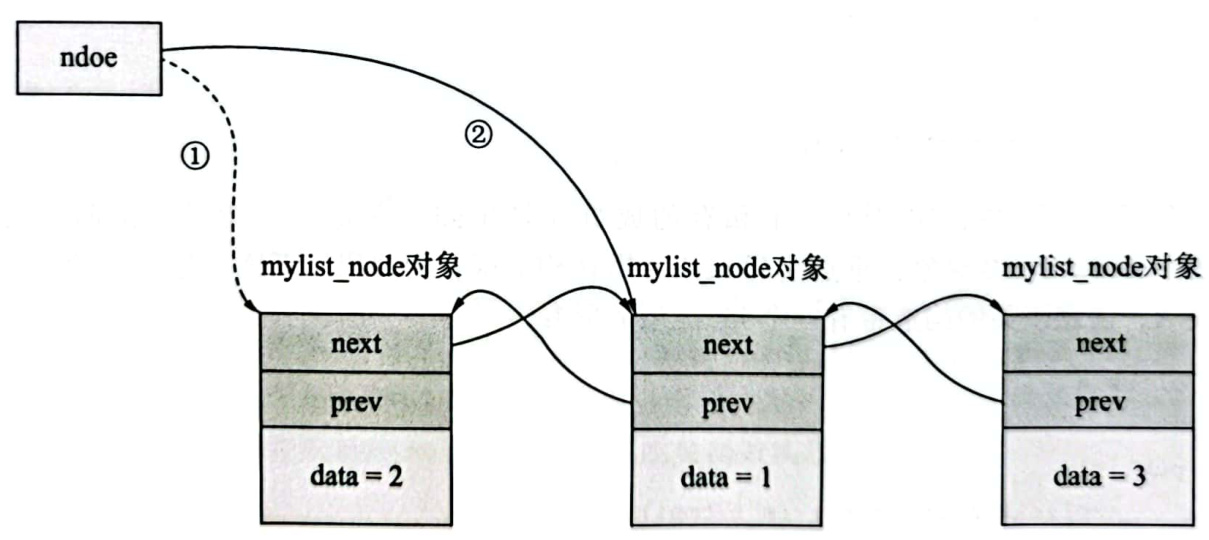 ndoe
①
②
mylist_node对象
mylist_node对象
mylist_node对象
next
next
next
prev
prev
prev
data = 2
data = 1
data = 3